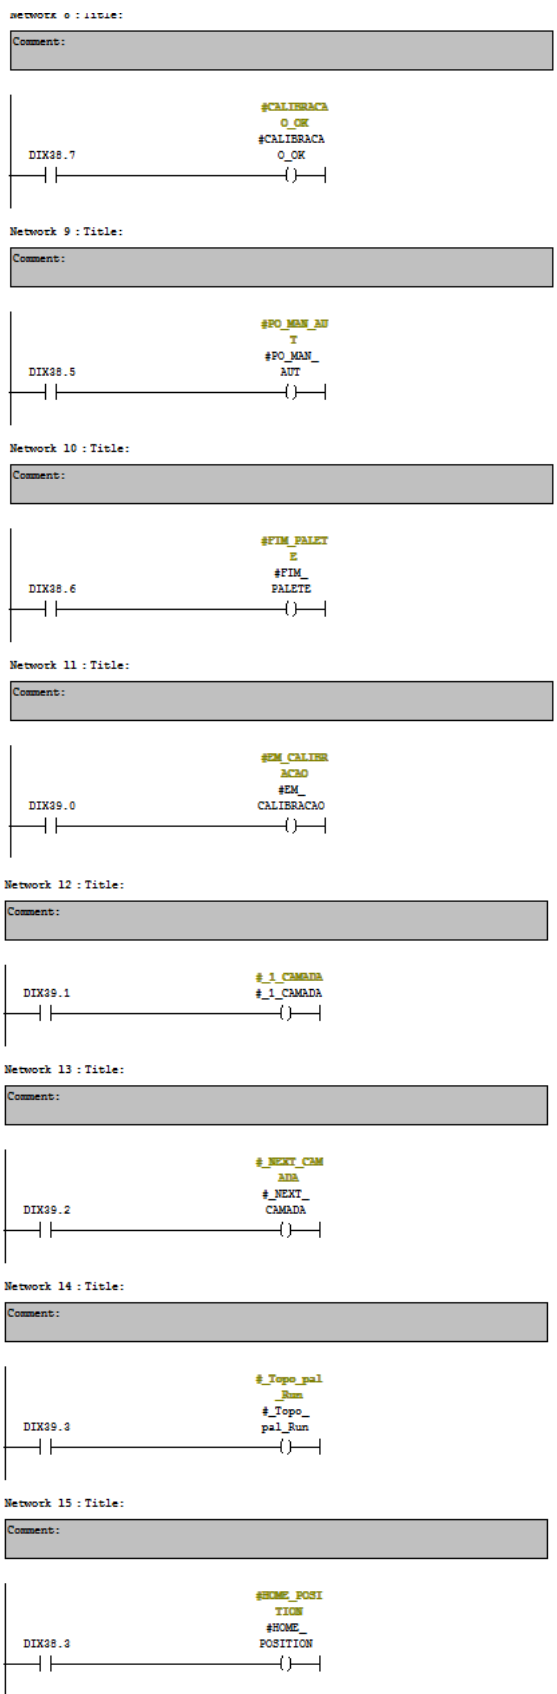 Network 8 : Title:
Comment:
#CALIBRACA
O_OK
#CALIBRACA
DIX38.7 O_OK
Network 9 : Title:
Comment:
#PO_MAN_AU
T
#PO_MAN_
DIX38.5 AUT
Network 10 : Title:
Comment:
#FIM_PALET
E
#FIM_
DIX38.6 PALETE
Network 11 : Title:
Comment:
#EM_CALIBR
ACAO
#EM_
DIX39.0 CALIBRACAO
Network 12 : Title:
Comment:
#_1_CAMADA
DIX39.1 #_1_CAMADA
Network 13 : Title:
Comment:
#_NEXT_CAM
ADA
#_NEXT_
DIX39.2 CAMADA
Network 14 : Title:
Comment:
#_Topo_pal
_Run
#_Topo_
DIX39.3 pal_Run
Network 15 : Title:
Comment:
#HOME_POSI
TION
#HOME_
DIX38.3 POSITION